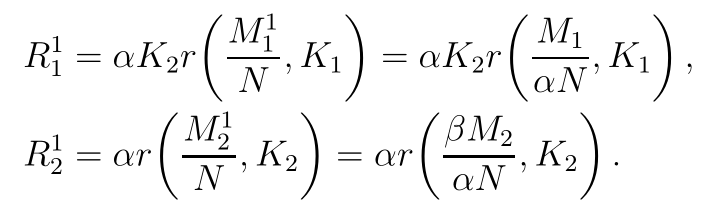 $R_1^1 = \alpha K_2 r\left(\frac{M_1^1}{N}, K_1\right) = \alpha K_2 r\left(\frac{M_1}{\alpha N}, K_1\right),$
$R_2^1 = \alpha r\left(\frac{M_2^1}{N}, K_2\right) = \alpha r\left(\frac{\beta M_2}{\alpha N}, K_2\right).$